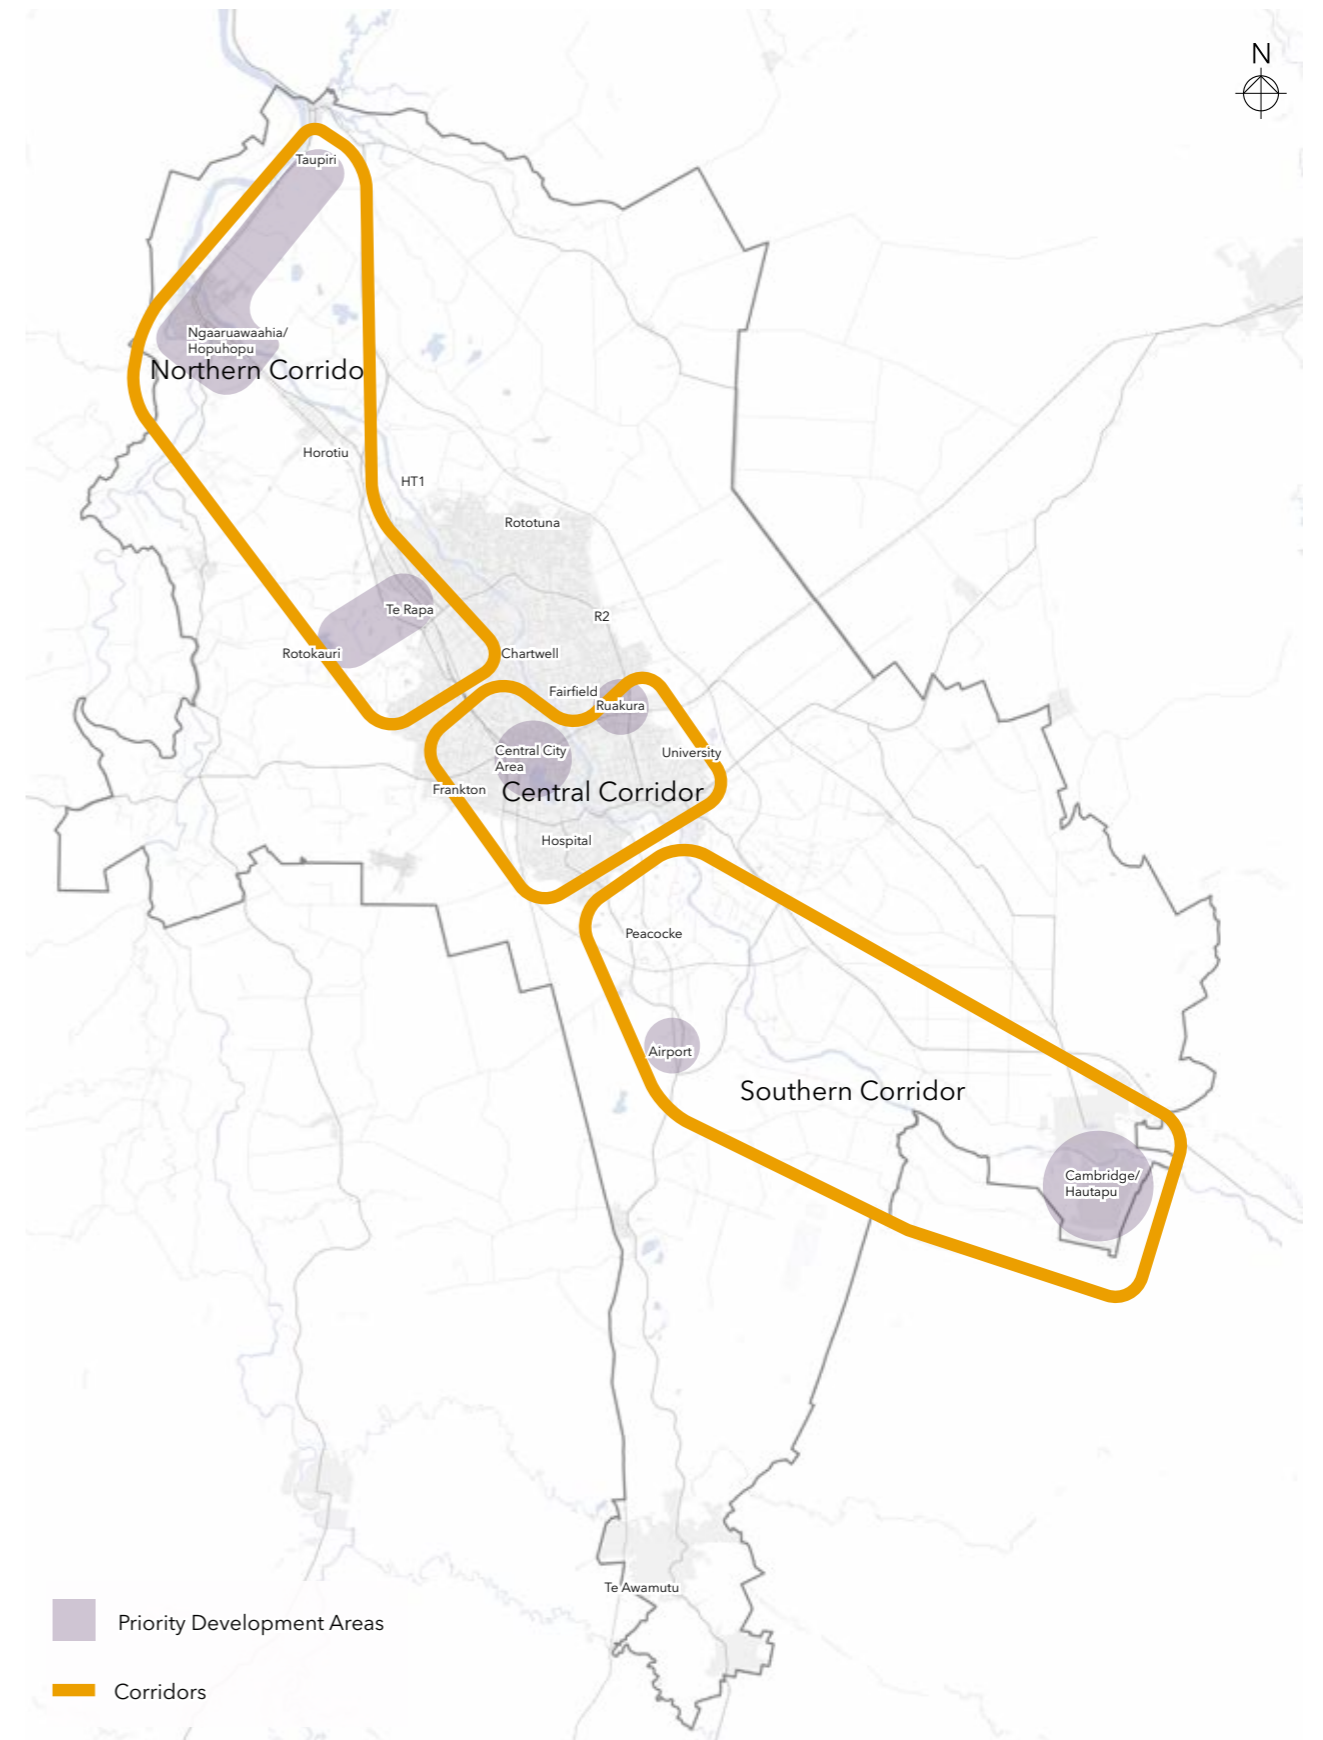 N
Taupiri
Ngaaruawaahia/
Hopuhopu
Northern Corrido
Horotiu
HT1
Rototuna
Te Rapa
R2
Rotokauri
Chartwell
Fairfield
Ruakura
Central City
Area
University
Frankton
Central Corridor
Hospital
Peacocke
Airport
Southern Corridor
Cambridge/
Hautapu
Te Awamutu
Priority Development Areas
Corridors